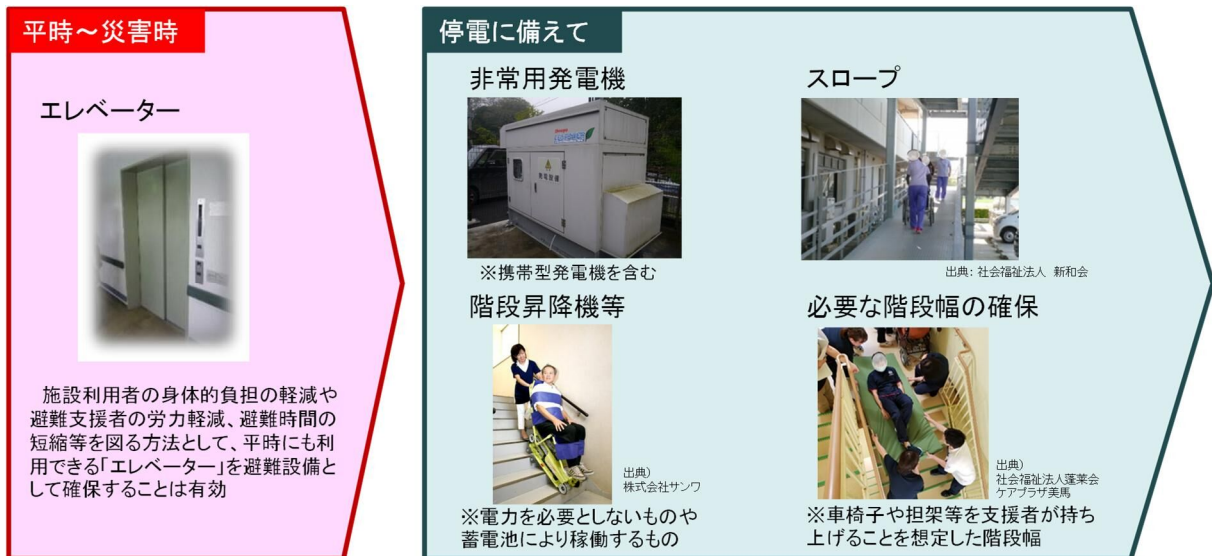 平時～災害時
エレベーター
施設利用者の身体的負担の軽減や
避難支援者の労力軽減、避難時間の
短縮等を図る方法として、平時にも利
用できる「エレベーター」を避難設備と
して確保することは有効
停電に備えて
非常用発電機
※携帯型発電機を含む
スロープ
出典：社会福祉法人 新和会
階段昇降機等
出典）
株式会社サンワ
※電力を必要としないものや
蓄電池により稼働するもの
必要な階段幅の確保
出典）
社会福祉法人蓬莱会
ケアプラザ美馬
※車椅子や担架等を支援者が持ち
上げることを想定した階段幅